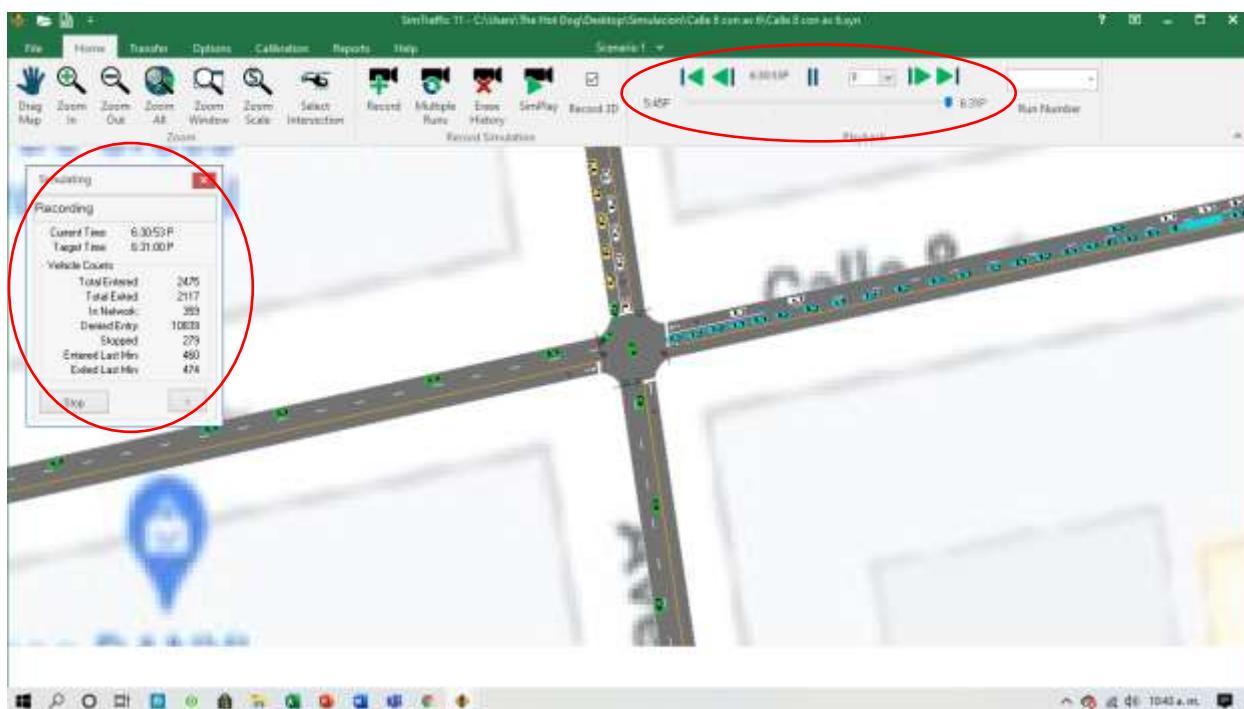 SimTraffic 11 - C:\Users\The Hot Dog\Desktop\Simulacion\Calle 8 con av 6\Calle 8 con av 6.syn
File Home Transfer Options Calibration Reports Help Scenario 1
Drag Map
Zoom In
Zoom Out
Zoom All
Zoom Window
Zoom Scale
Select Intersection
Record
Multiple Runs
Erase History
SimPlay
Record 3D
6:30:53P
5:45P
Run Number
Zoom Record Simulation Playback
Simulating
Recording
Current Time: 6:30:53 P
Target Time: 6:31:00 P
Vehicle Counts
Total Entered: 2475
Total Exited: 2117
In Network:
Denied Entry:
Stopped: 279
Entered Last Min: 460
Exited Last Min: 474
Stop
Calle 8
10:43 a. m.